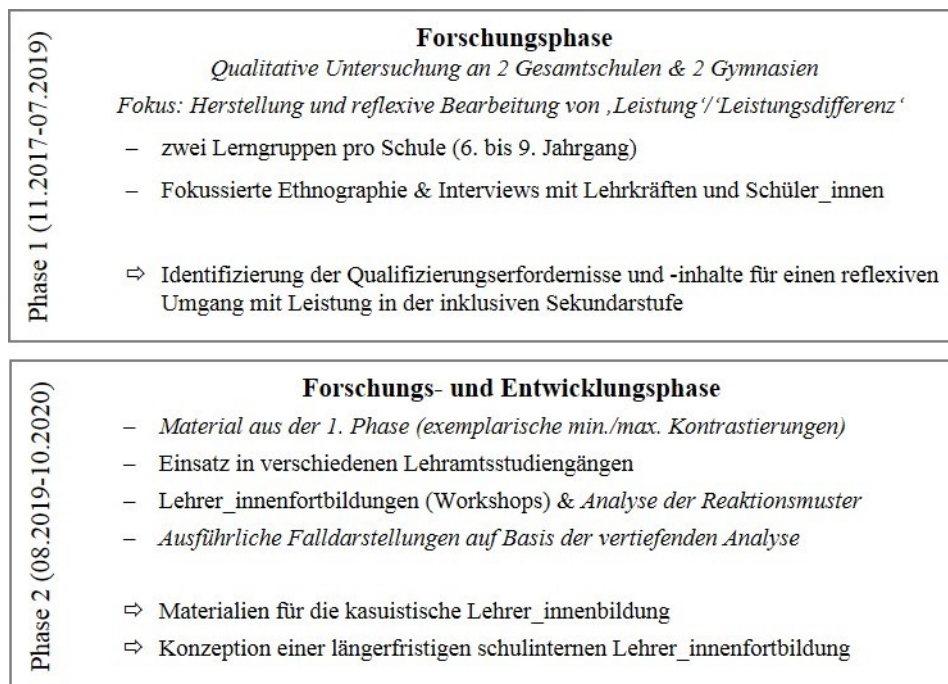 Phase 1 (11.2017-07.2019)
Forschungsphase
Qualitative Untersuchung an 2 Gesamtschulen & 2 Gymnasien
Fokus: Herstellung und reflexive Bearbeitung von ‚Leistung‘/‘Leistungsdifferenz‘
– zwei Lerngruppen pro Schule (6. bis 9. Jahrgang)
– Fokussierte Ethnographie & Interviews mit Lehrkräften und Schüler_innen
⇨ Identifizierung der Qualifizierungserfordernisse und -inhalte für einen reflexiven
Umgang mit Leistung in der inklusiven Sekundarstufe
Phase 2 (08.2019-10.2020)
Forschungs- und Entwicklungsphase
– Material aus der 1. Phase (exemplarische min./max. Kontrastierungen)
– Einsatz in verschiedenen Lehramtsstudiengängen
– Lehrer_innenfortbildungen (Workshops) & Analyse der Reaktionsmuster
– Ausführliche Falldarstellungen auf Basis der vertiefenden Analyse
⇨ Materialien für die kasuistische Lehrer_innenbildung
⇨ Konzeption einer längerfristigen schulinternen Lehrer_innenfortbildung